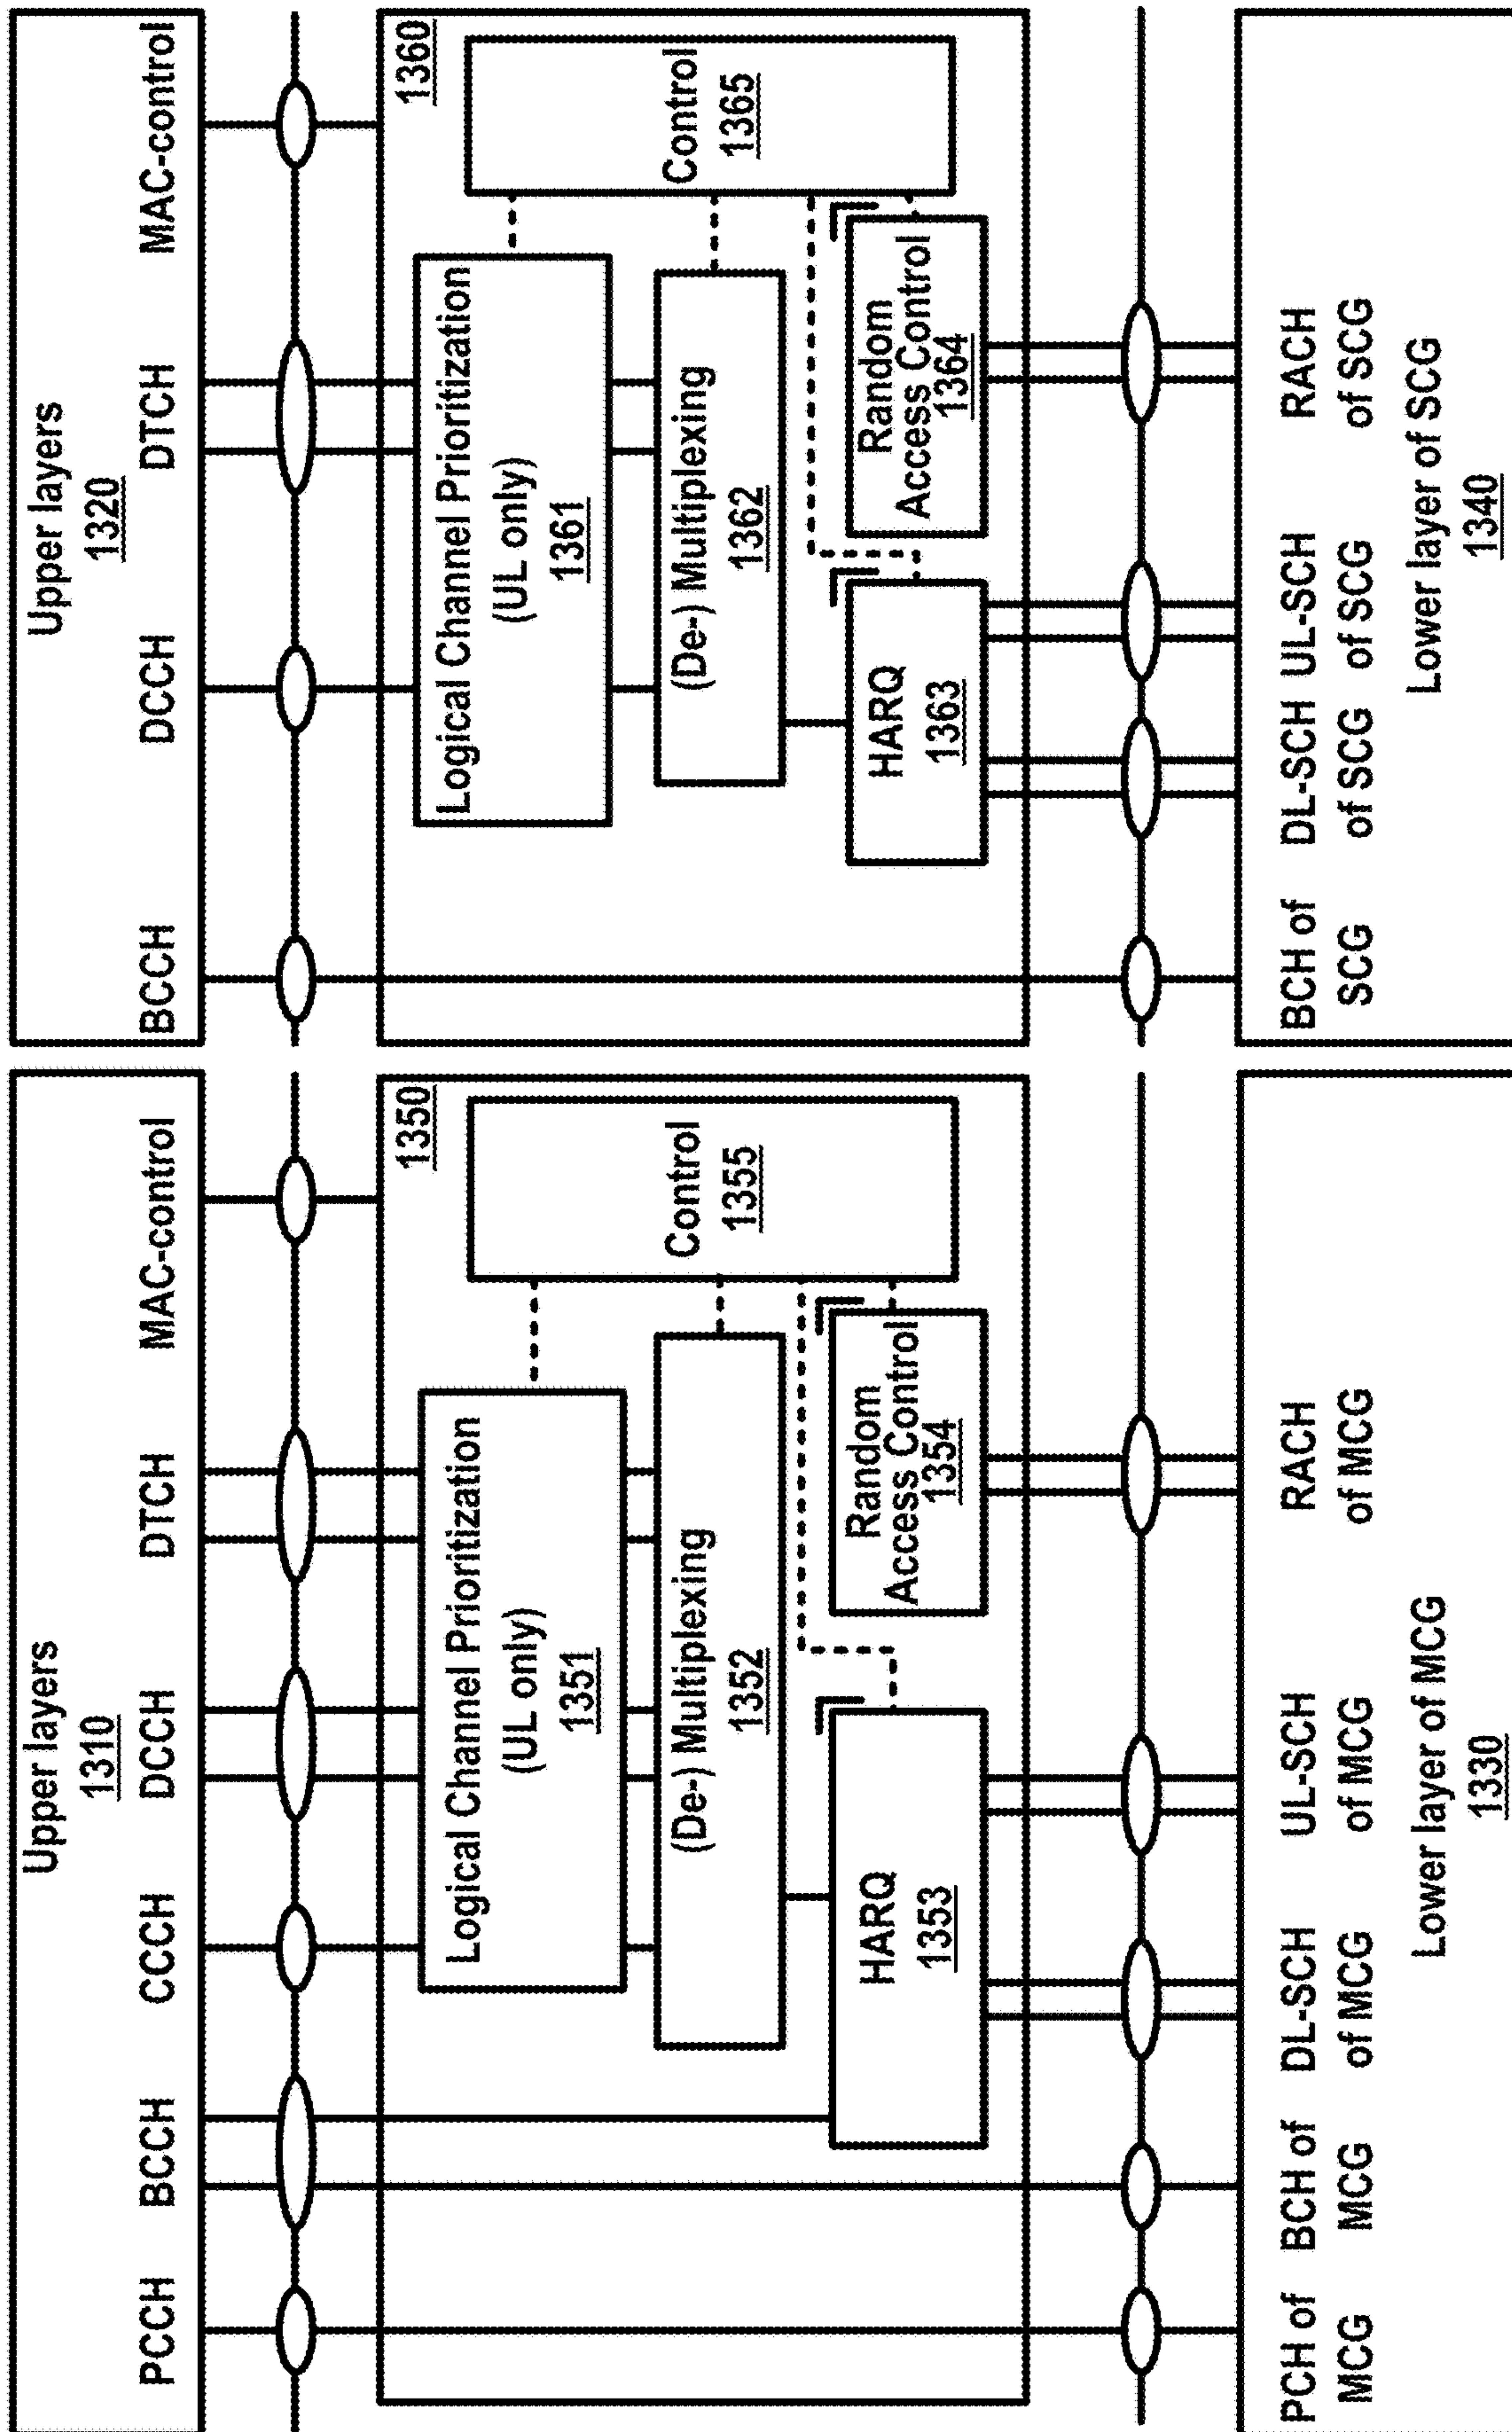 Upper layers
1310
PCCH
BCCH
CCCH
DCCH
DTCH
MAC-control
1350
Logical Channel Prioritization
(UL only)
1351
(De-) Multiplexing
1352
HARQ
1353
Random
Access Control
1354
Control
1355
PCH of
MCG
BCH of
MCG
DL-SCH
of MCG
UL-SCH
of MCG
RACH
of MCG
Lower layer of MCG
1330
Upper layers
1320
BCCH
DCCH
DTCH
MAC-control
1360
Logical Channel Prioritization
(UL only)
1361
(De-) Multiplexing
1362
HARQ
1363
Random
Access Control
1364
Control
1365
BCH of
SCG
DL-SCH
of SCG
UL-SCH
of SCG
RACH
of SCG
Lower layer of SCG
1340